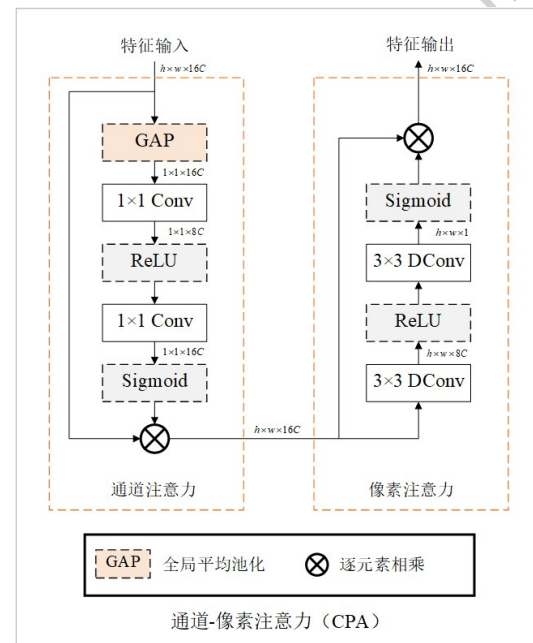 特征输入
h×w×16C
GAP
1×1×16C
1×1 Conv
1×1×8C
ReLU
1×1 Conv
1×1×16C
Sigmoid
通道注意力
h×w×16C
特征输出
h×w×16C
Sigmoid
h×w×1
3×3 DConv
ReLU
h×w×8C
3×3 DConv
像素注意力
GAP 全局平均池化 逐元素相乘
通道-像素注意力（CPA）